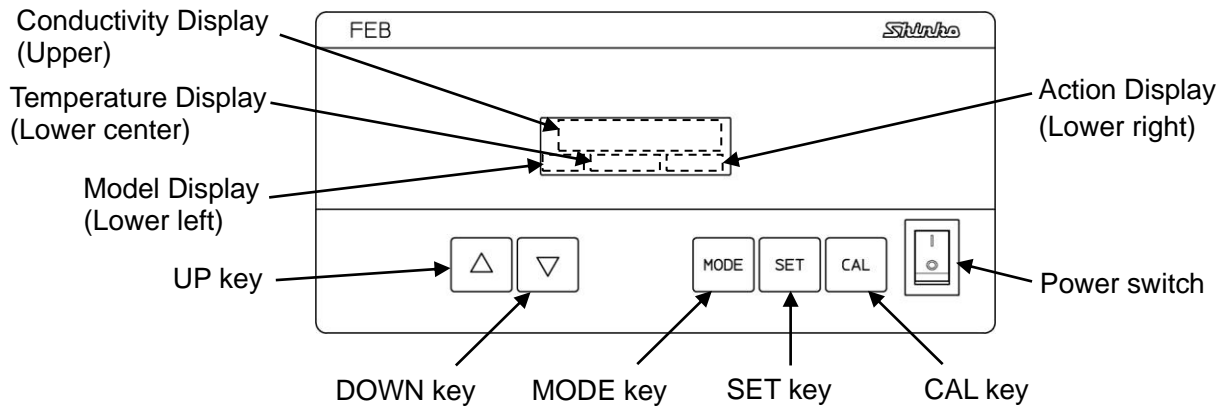 Conductivity Display
(Upper)
FEB
Shinko
Temperature Display
(Lower center)
Action Display
(Lower right)
Model Display
(Lower left)
UP key
MODE
SET
CAL
Power switch
DOWN key
MODE key
SET key
CAL key